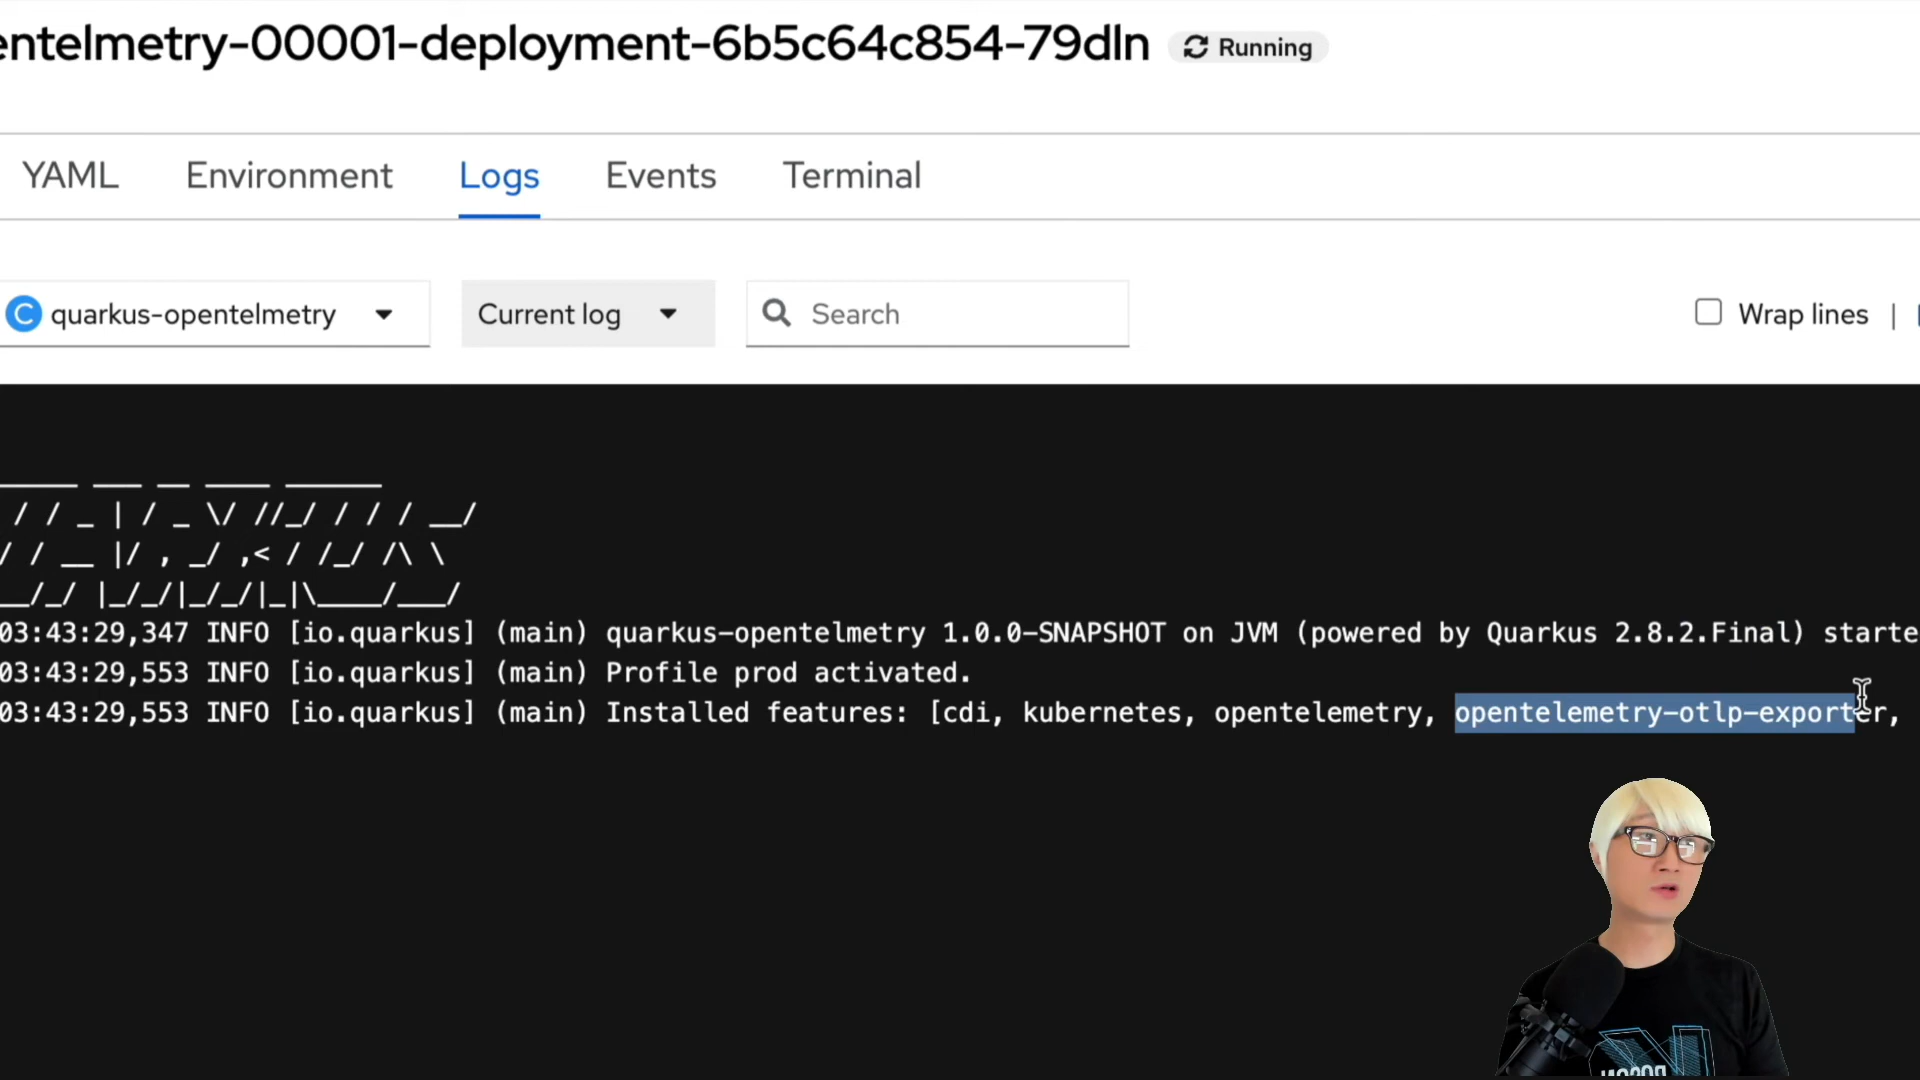 entelmetry-00001-deployment-6b5c64c854-79dln Running
YAML Environment Logs Events Terminal
C quarkus-opentelmetry Current log Search Wrap lines |
03:43:29,347 INFO [io.quarkus] (main) quarkus-opentelmetry 1.0.0-SNAPSHOT on JVM (powered by Quarkus 2.8.2.Final) starte
03:43:29,553 INFO [io.quarkus] (main) Profile prod activated.
03:43:29,553 INFO [io.quarkus] (main) Installed features: [cdi, kubernetes, opentelemetry, opentelemetry-otlp-exporter,